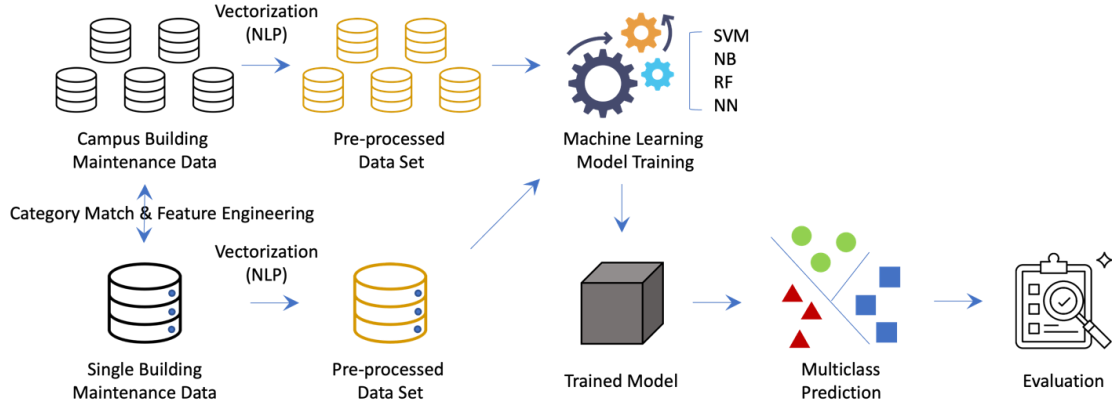 Vectorization
(NLP)
SVM
NB
RF
NN
Campus Building
Maintenance Data
Pre-processed
Data Set
Machine Learning
Model Training
Category Match & Feature Engineering
Vectorization
(NLP)
Single Building
Maintenance Data
Pre-processed
Data Set
Trained Model
Multiclass
Prediction
Evaluation